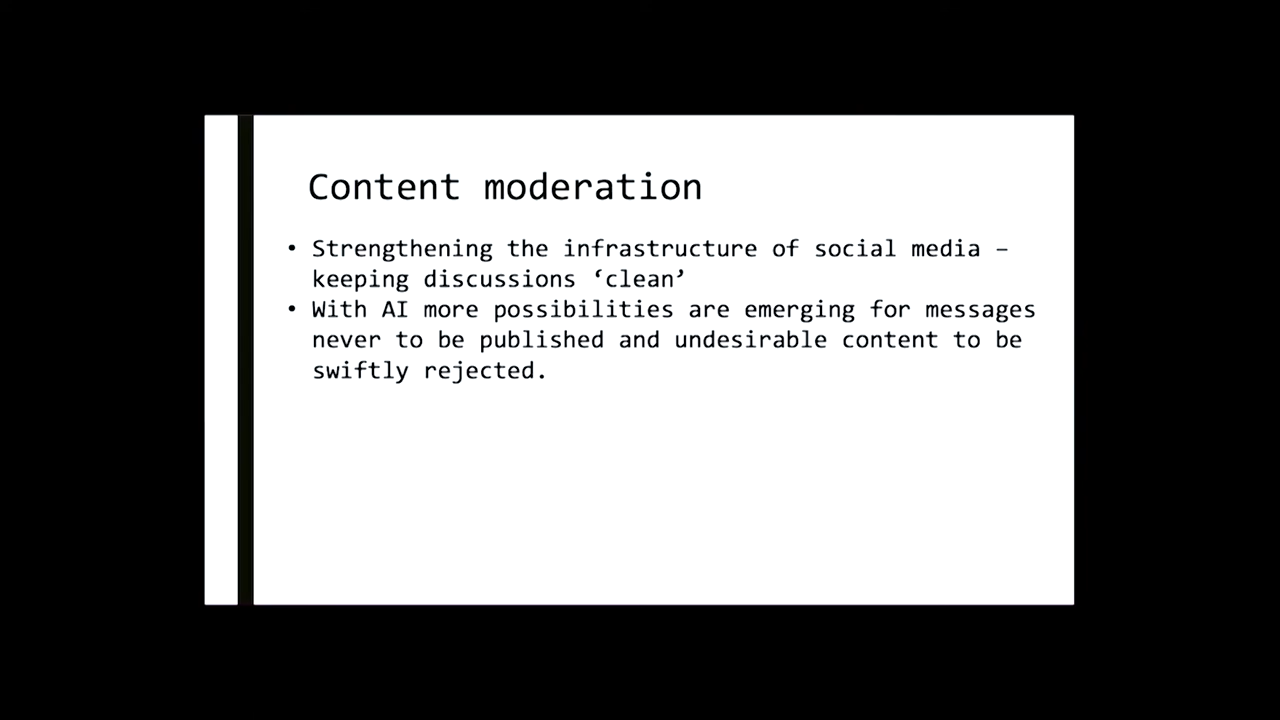 Content moderation
• Strengthening the infrastructure of social media –
keeping discussions ‘clean’
• With AI more possibilities are emerging for messages
never to be published and undesirable content to be
swiftly rejected.